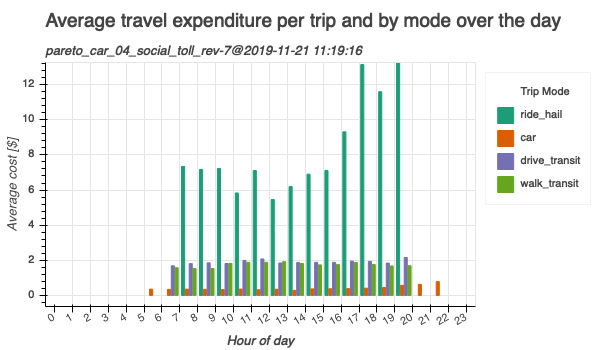 Average travel expenditure per trip and by mode over the day
pareto_car_04_social_toll_rev-7@2019-11-21 11:19:16
Average cost [$]
12
10
8
6
4
2
0
0 1 2 3 4 5 6 7 8 9 10 11 12 13 14 15 16 17 18 19 20 21 22 23
Hour of day
Trip Mode
ride_hail
car
drive_transit
walk_transit